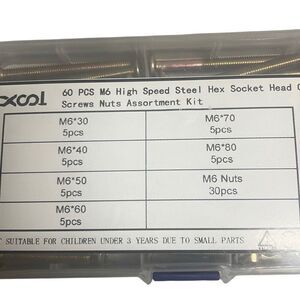 xool 60 PCS M6 High Speed Steel Hex Socket Head
Screws Nuts Assortment Kit
M6*30 M6*70
5pcs 5pcs
M6*40 M6*80
5pcs 5pcs
M6*50 M6 Nuts
5pcs 30pcs
M6*60
5pcs
SUITABLE FOR CHILDREN UNDER 3 YEARS DUE TO SMALL PARTS